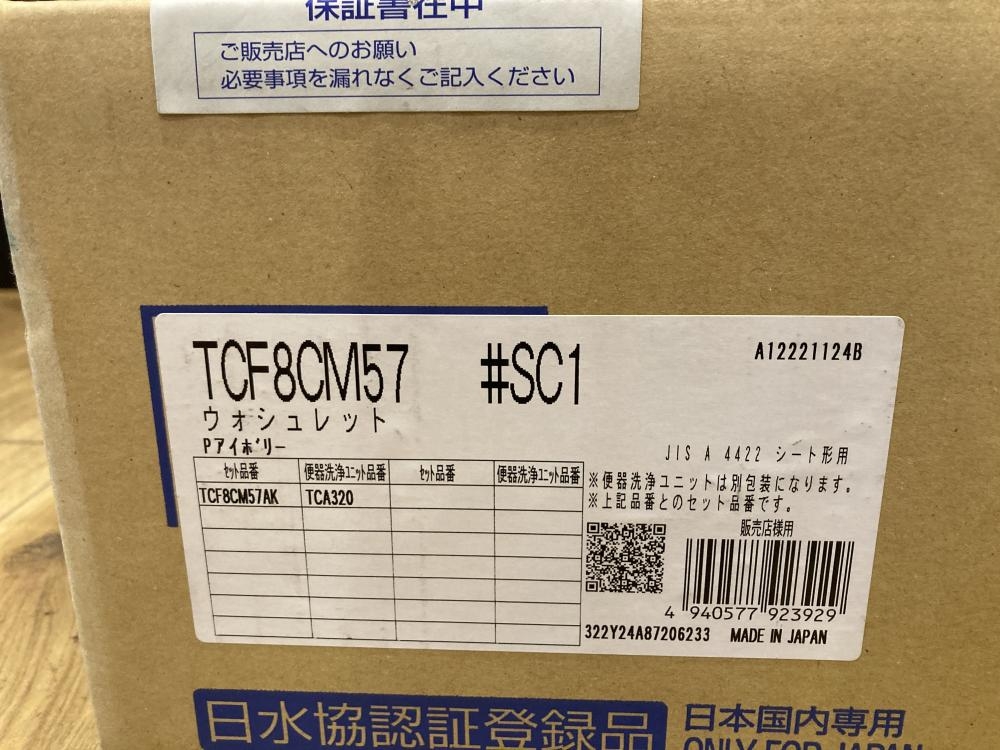 保証書在中
ご販売店へのお願い
必要事項を漏れなくご記入ください
TCF8CM57 #SC1
A12221124B
ウォシュレット
Pアイボリー
JIS A 4422 シート形用
セット品番 便器洗浄ユニット品番 セット品番 便器洗浄ユニット品番
TCF8CM57AK TCA320
※便器洗浄ユニットは別包装になります。
※上記品番とのセット品番です。
販売店様用
4 940577 923929
322Y24A87206233 MADE IN JAPAN
日水協認証登録品
日本国内専用
ONLY FOR JAPAN